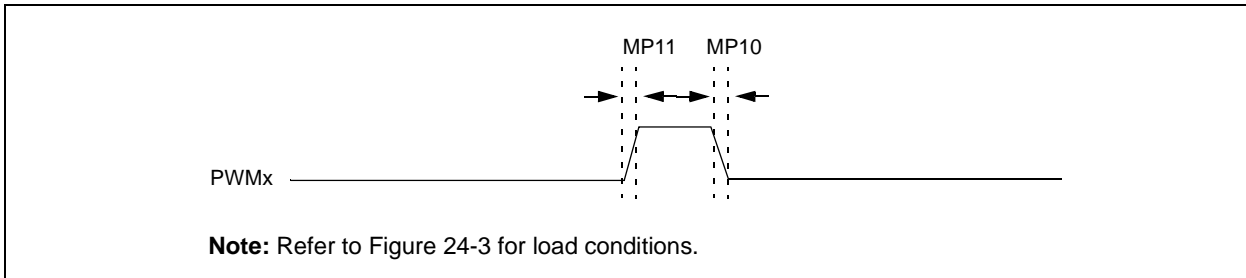 MP11 MP10
PWMx
Note: Refer to Figure 24-3 for load conditions.